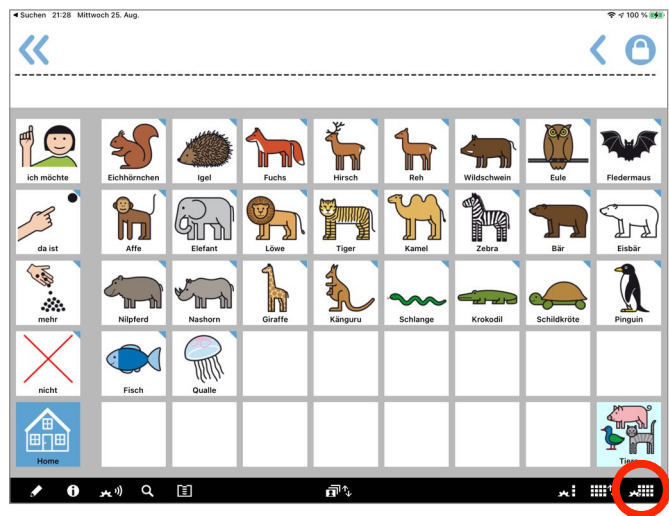 Suchen 21:28 Mittwoch 25. Aug. 100 %
ich möchte Eichhörnchen Igel Fuchs Hirsch Reh Wildschwein Eule Fledermaus
da ist Affe Elefant Löwe Tiger Kamel Zebra Bär Eisbär
mehr Nilpferd Nashorn Giraffe Känguru Schlange Krokodil Schildkröte Pinguin
nicht Fisch Qualle
Home Tiere